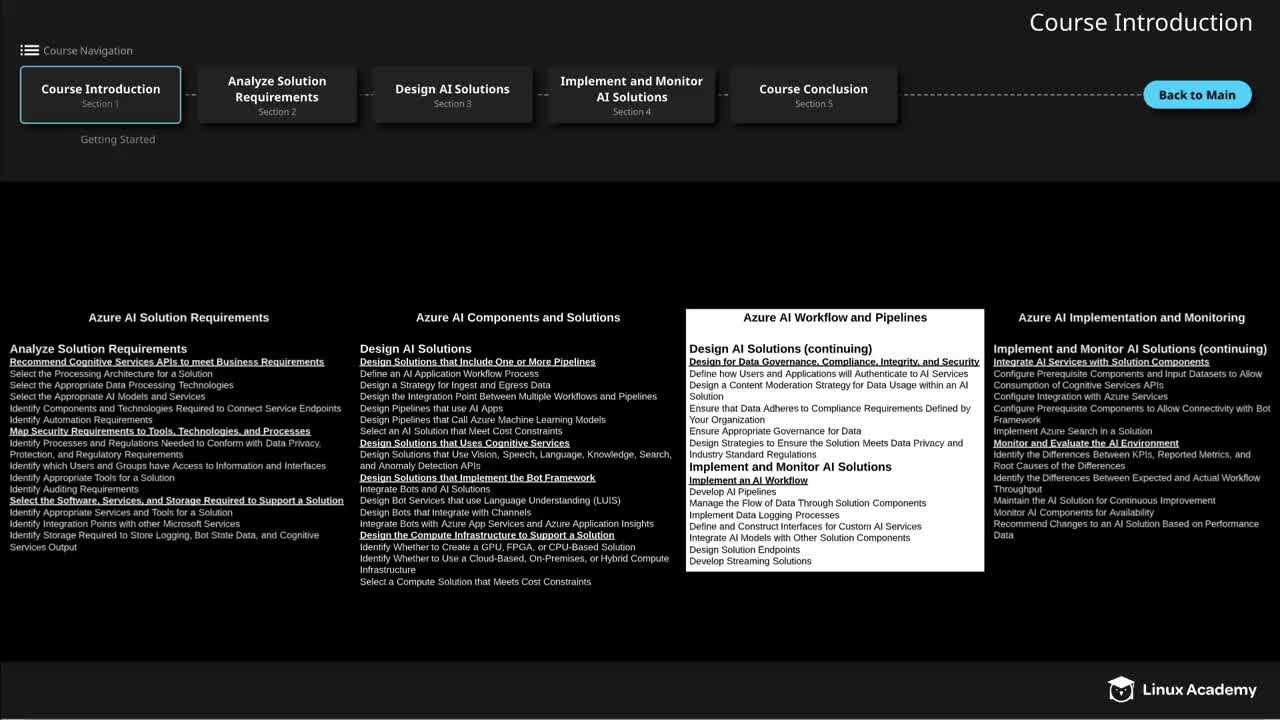 Course Introduction
Course Navigation
Course Introduction
Section 1
Analyze Solution
Requirements
Section 2
Design AI Solutions
Section 3
Implement and Monitor
AI Solutions
Section 4
Course Conclusion
Section 5
Back to Main
Getting Started
Azure AI Solution Requirements
Analyze Solution Requirements
Recommend Cognitive Services APIs to meet Business Requirements
Select the Processing Architecture for a Solution
Select the Appropriate Data Processing Technologies
Select the Appropriate AI Models and Services
Identify Components and Technologies Required to Connect Service Endpoints
Identify Automation Requirements
Map Security Requirements to Tools, Technologies, and Processes
Identify Processes and Regulations Needed to Conform with Data Privacy,
Protection, and Regulatory Requirements
Identify which Users and Groups have Access to Information and Interfaces
Identify Appropriate Tools for a Solution
Identify Auditing Requirements
Select the Software, Services, and Storage Required to Support a Solution
Identify Appropriate Services and Tools for a Solution
Identify Integration Points with other Microsoft Services
Identify Storage Required to Store Logging, Bot State Data, and Cognitive
Services Output
Azure AI Components and Solutions
Design AI Solutions
Design Solutions that Include One or More Pipelines
Define an AI Application Workflow Process
Design a Strategy for Ingest and Egress Data
Design the Integration Point Between Multiple Workflows and Pipelines
Design Pipelines that use AI Apps
Design Pipelines that Call Azure Machine Learning Models
Select an AI Solution that Meet Cost Constraints
Design Solutions that Uses Cognitive Services
Design Solutions that Use Vision, Speech, Language, Knowledge, Search,
and Anomaly Detection APIs
Design Solutions that Implement the Bot Framework
Integrate Bots and AI Solutions
Design Bot Services that use Language Understanding (LUIS)
Design Bots that Integrate with Channels
Integrate Bots with Azure App Services and Azure Application Insights
Design the Compute Infrastructure to Support a Solution
Identify Whether to Create a GPU, FPGA, or CPU-Based Solution
Identify Whether to Use a Cloud-Based, On-Premises, or Hybrid Compute
Infrastructure
Select a Compute Solution that Meets Cost Constraints
Azure AI Workflow and Pipelines
Design AI Solutions (continuing)
Design for Data Governance, Compliance, Integrity, and Security
Define how Users and Applications will Authenticate to AI Services
Design a Content Moderation Strategy for Data Usage within an AI
Solution
Ensure that Data Adheres to Compliance Requirements Defined by
Your Organization
Ensure Appropriate Governance for Data
Design Strategies to Ensure the Solution Meets Data Privacy and
Industry Standard Regulations
Implement and Monitor AI Solutions
Implement an AI Workflow
Develop AI Pipelines
Manage the Flow of Data Through Solution Components
Implement Data Logging Processes
Define and Construct Interfaces for Custom AI Services
Integrate AI Models with Other Solution Components
Design Solution Endpoints
Develop Streaming Solutions
Azure AI Implementation and Monitoring
Implement and Monitor AI Solutions (continuing)
Integrate AI Services with Solution Components
Configure Prerequisite Components and Input Datasets to Allow
Consumption of Cognitive Services APIs
Configure Integration with Azure Services
Configure Prerequisite Components to Allow Connectivity with Bot
Framework
Implement Azure Search in a Solution
Monitor and Evaluate the AI Environment
Identify the Differences Between KPIs, Reported Metrics, and
Root Causes of the Differences
Identify the Differences Between Expected and Actual Workflow
Throughput
Maintain the AI Solution for Continuous Improvement
Monitor AI Components for Availability
Recommend Changes to an AI Solution Based on Performance
Data
Linux Academy